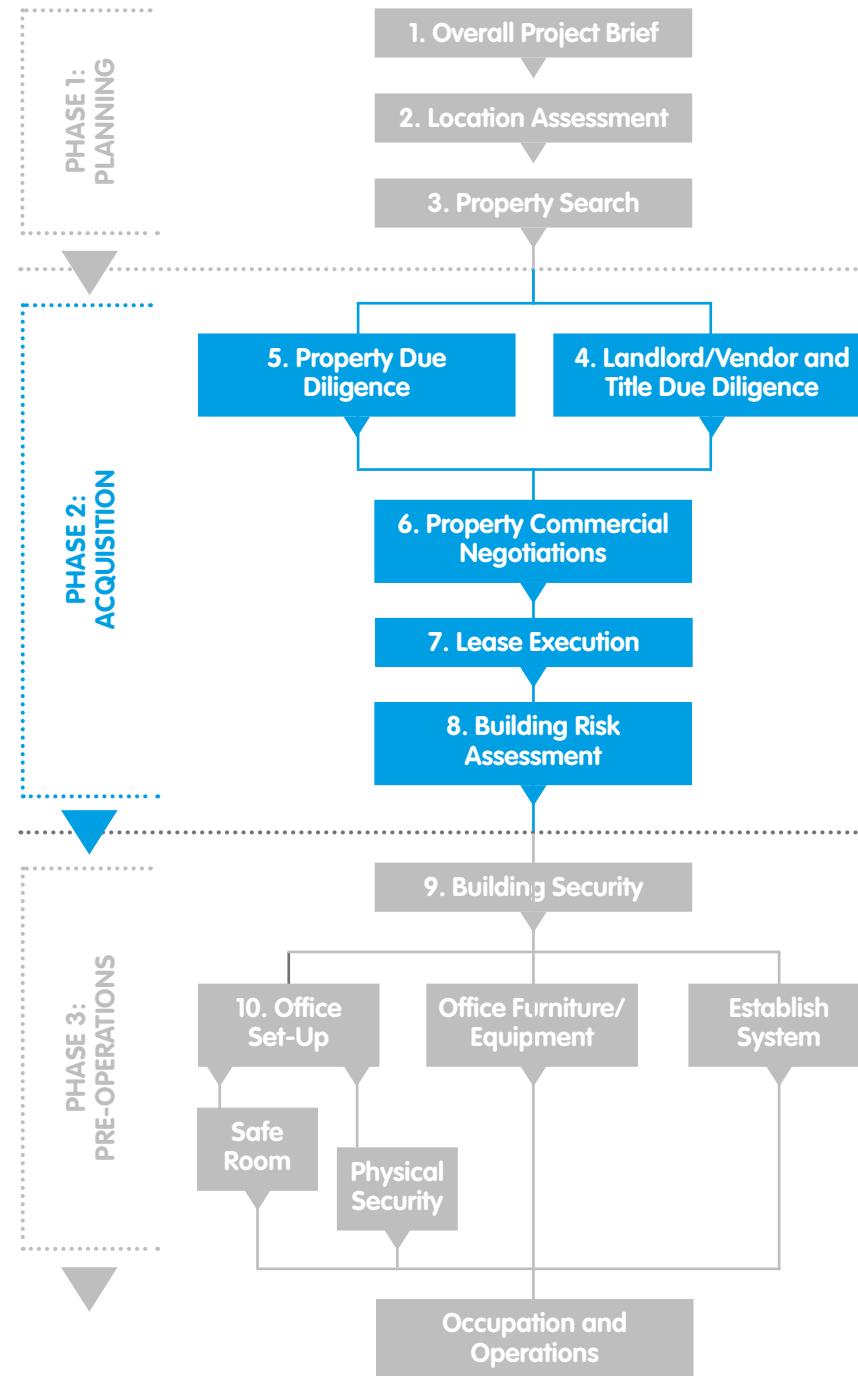 1. Overall Project Brief
PHASE 1:
PLANNING
2. Location Assessment
3. Property Search
5. Property Due
Diligence
4. Landlord/Vendor and
Title Due Diligence
PHASE 2:
ACQUISITION
6. Property Commercial
Negotiations
7. Lease Execution
8. Building Risk
Assessment
9. Building Security
PHASE 3:
PRE-OPERATIONS
10. Office
Set-Up
Office Furniture/
Equipment
Establish
System
Safe
Room
Physical
Security
Occupation and
Operations